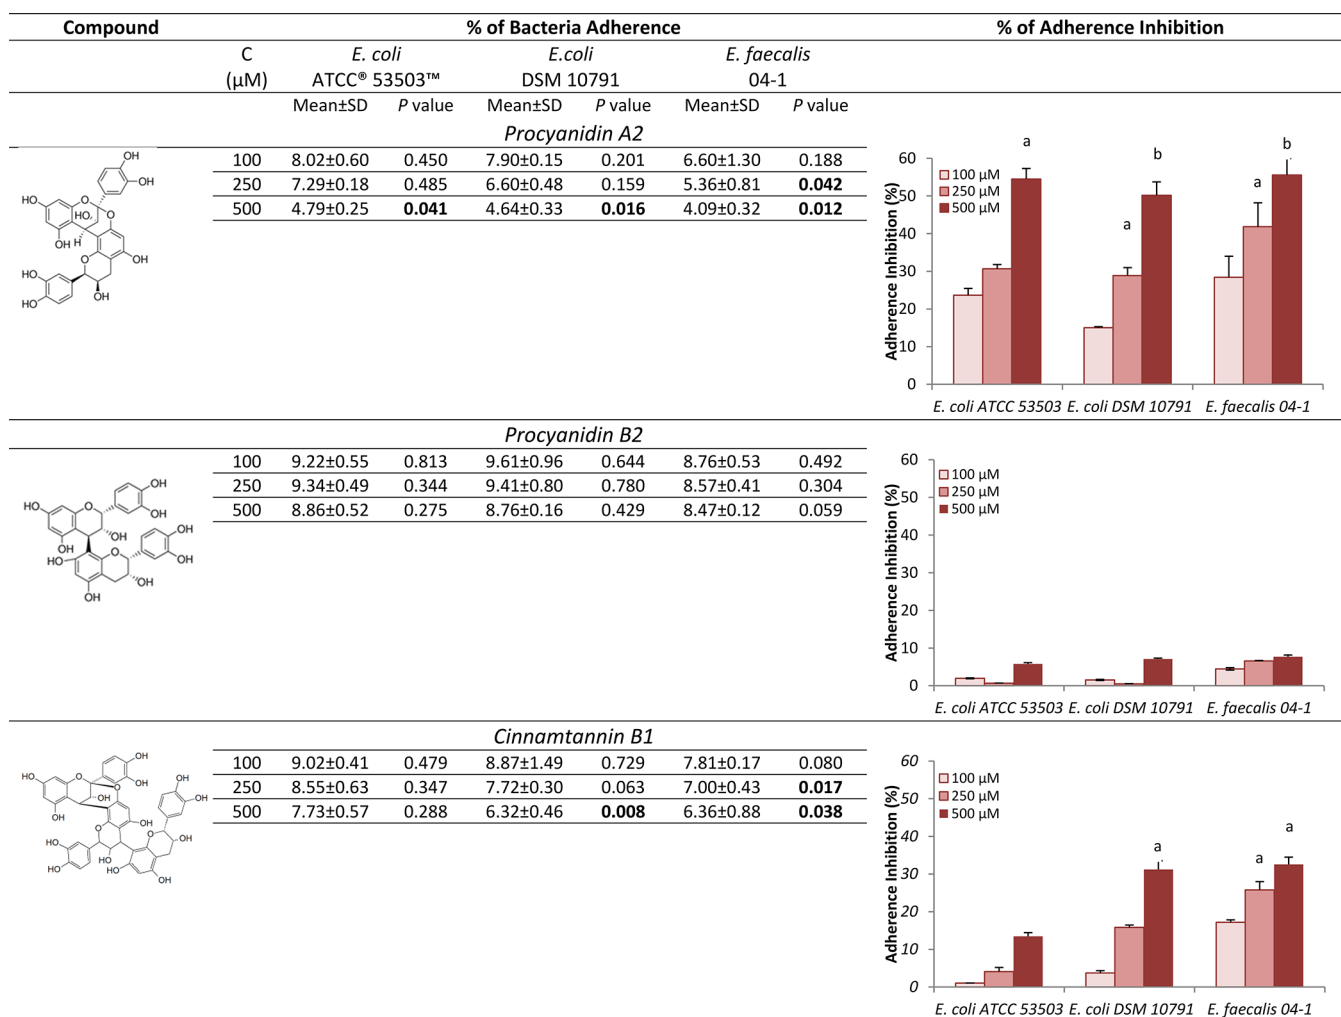 Compound % of Bacteria Adherence % of Adherence Inhibition
C E. coli E.coli E. faecalis
(µM) ATCC® 53503™ DSM 10791 04-1
Mean±SD P value Mean±SD P value Mean±SD P value
Procyanidin A2
100 8.02±0.60 0.450 7.90±0.15 0.201 6.60±1.30 0.188
250 7.29±0.18 0.485 6.60±0.48 0.159 5.36±0.81 0.042
500 4.79±0.25 0.041 4.64±0.33 0.016 4.09±0.32 0.012
OH
OH
HO
O
HO
O
OH
H
OH
O
HO
HO
OH
Adherence Inhibition (%)
60
50
40
30
20
10
0
100 µM
250 µM
500 µM
a
a
b
a
b
E. coli ATCC 53503 E. coli DSM 10791 E. faecalis 04-1
Procyanidin B2
100 9.22±0.55 0.813 9.61±0.96 0.644 8.76±0.53 0.492
250 9.34±0.49 0.344 9.41±0.80 0.780 8.57±0.41 0.304
500 8.86±0.52 0.275 8.76±0.16 0.429 8.47±0.12 0.059
OH
HO
O
OH
OH
OH
OH
HO
O
OH
OH
OH
Adherence Inhibition (%)
60
50
40
30
20
10
0
100 µM
250 µM
500 µM
E. coli ATCC 53503 E. coli DSM 10791 E. faecalis 04-1
Cinnamtannin B1
100 9.02±0.41 0.479 8.87±1.49 0.729 7.81±0.17 0.080
250 8.55±0.63 0.347 7.72±0.30 0.063 7.00±0.43 0.017
500 7.73±0.57 0.288 6.32±0.46 0.008 6.36±0.88 0.038
OH
HO
O
OH
O
OH
OH
OH
OH
OH
O
O
HO
HO
HO
OH
HO
OH
Adherence Inhibition (%)
60
50
40
30
20
10
0
100 µM
250 µM
500 µM
a
a
a
E. coli ATCC 53503 E. coli DSM 10791 E. faecalis 04-1